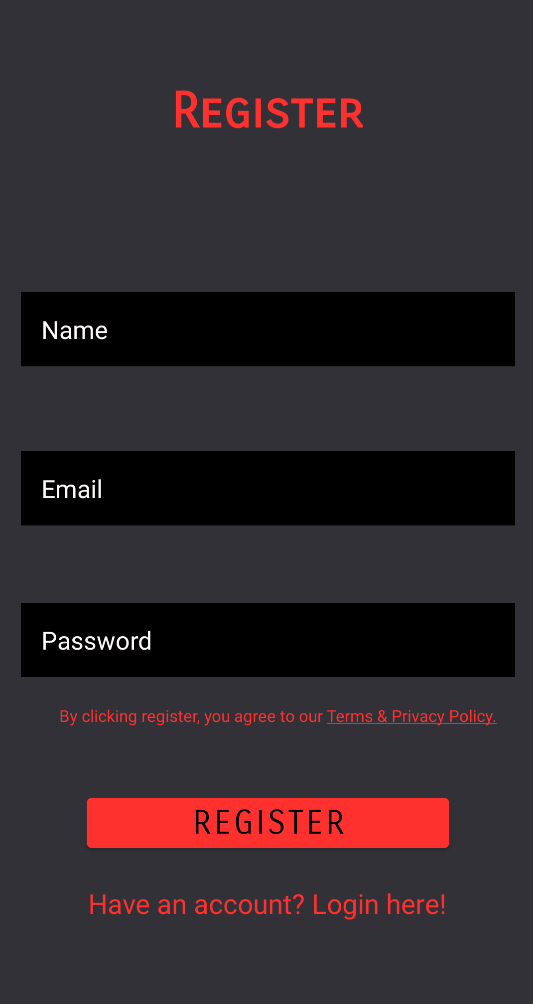 Register
Name
Email
Password
By clicking register, you agree to our Terms & Privacy Policy.
REGISTER
Have an account? Login here!